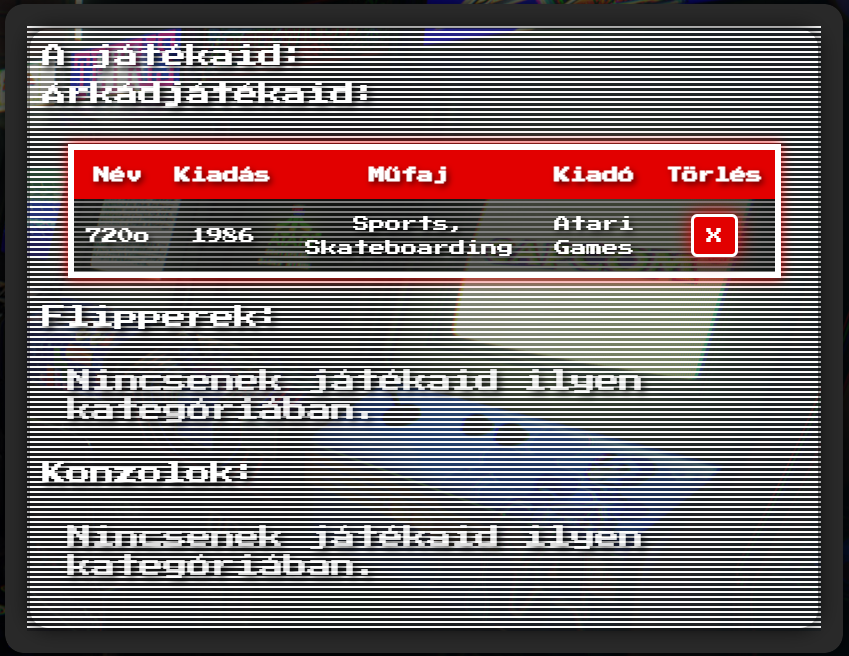 A játékaid:
Árkádjátékaid:
Név Kiadás Műfaj Kiadó Törlés
720o 1986 Sports, Skateboarding Atari Games X
Flipperek:
Nincsenek játékaid ilyen
kategóriában.
Konzolok:
Nincsenek játékaid ilyen
kategóriában.